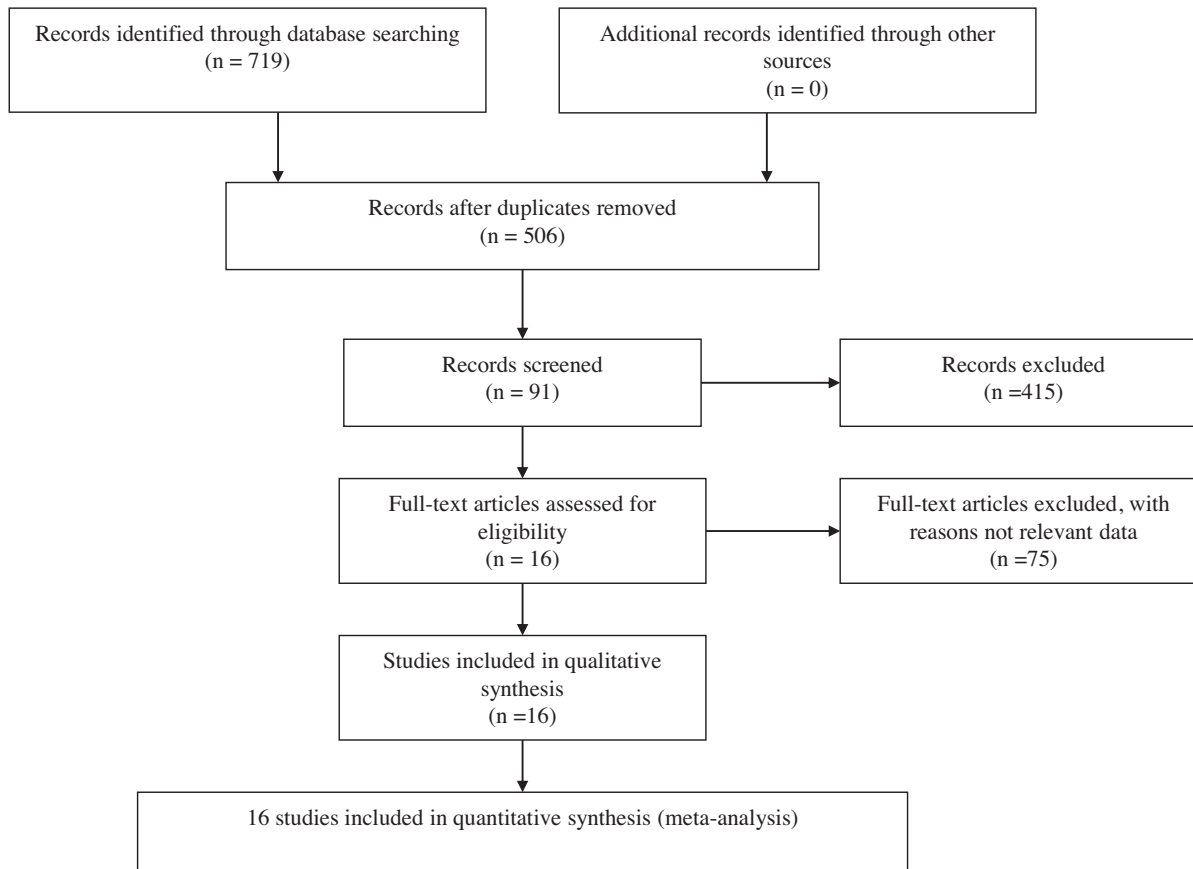 Records identified through database searching
(n = 719)
Additional records identified through other
sources
(n = 0)
Records after duplicates removed
(n = 506)
Records screened
(n = 91)
Records excluded
(n =415)
Full-text articles assessed for
eligibility
(n = 16)
Full-text articles excluded, with
reasons not relevant data
(n =75)
Studies included in qualitative
synthesis
(n =16)
16 studies included in quantitative synthesis (meta-analysis)